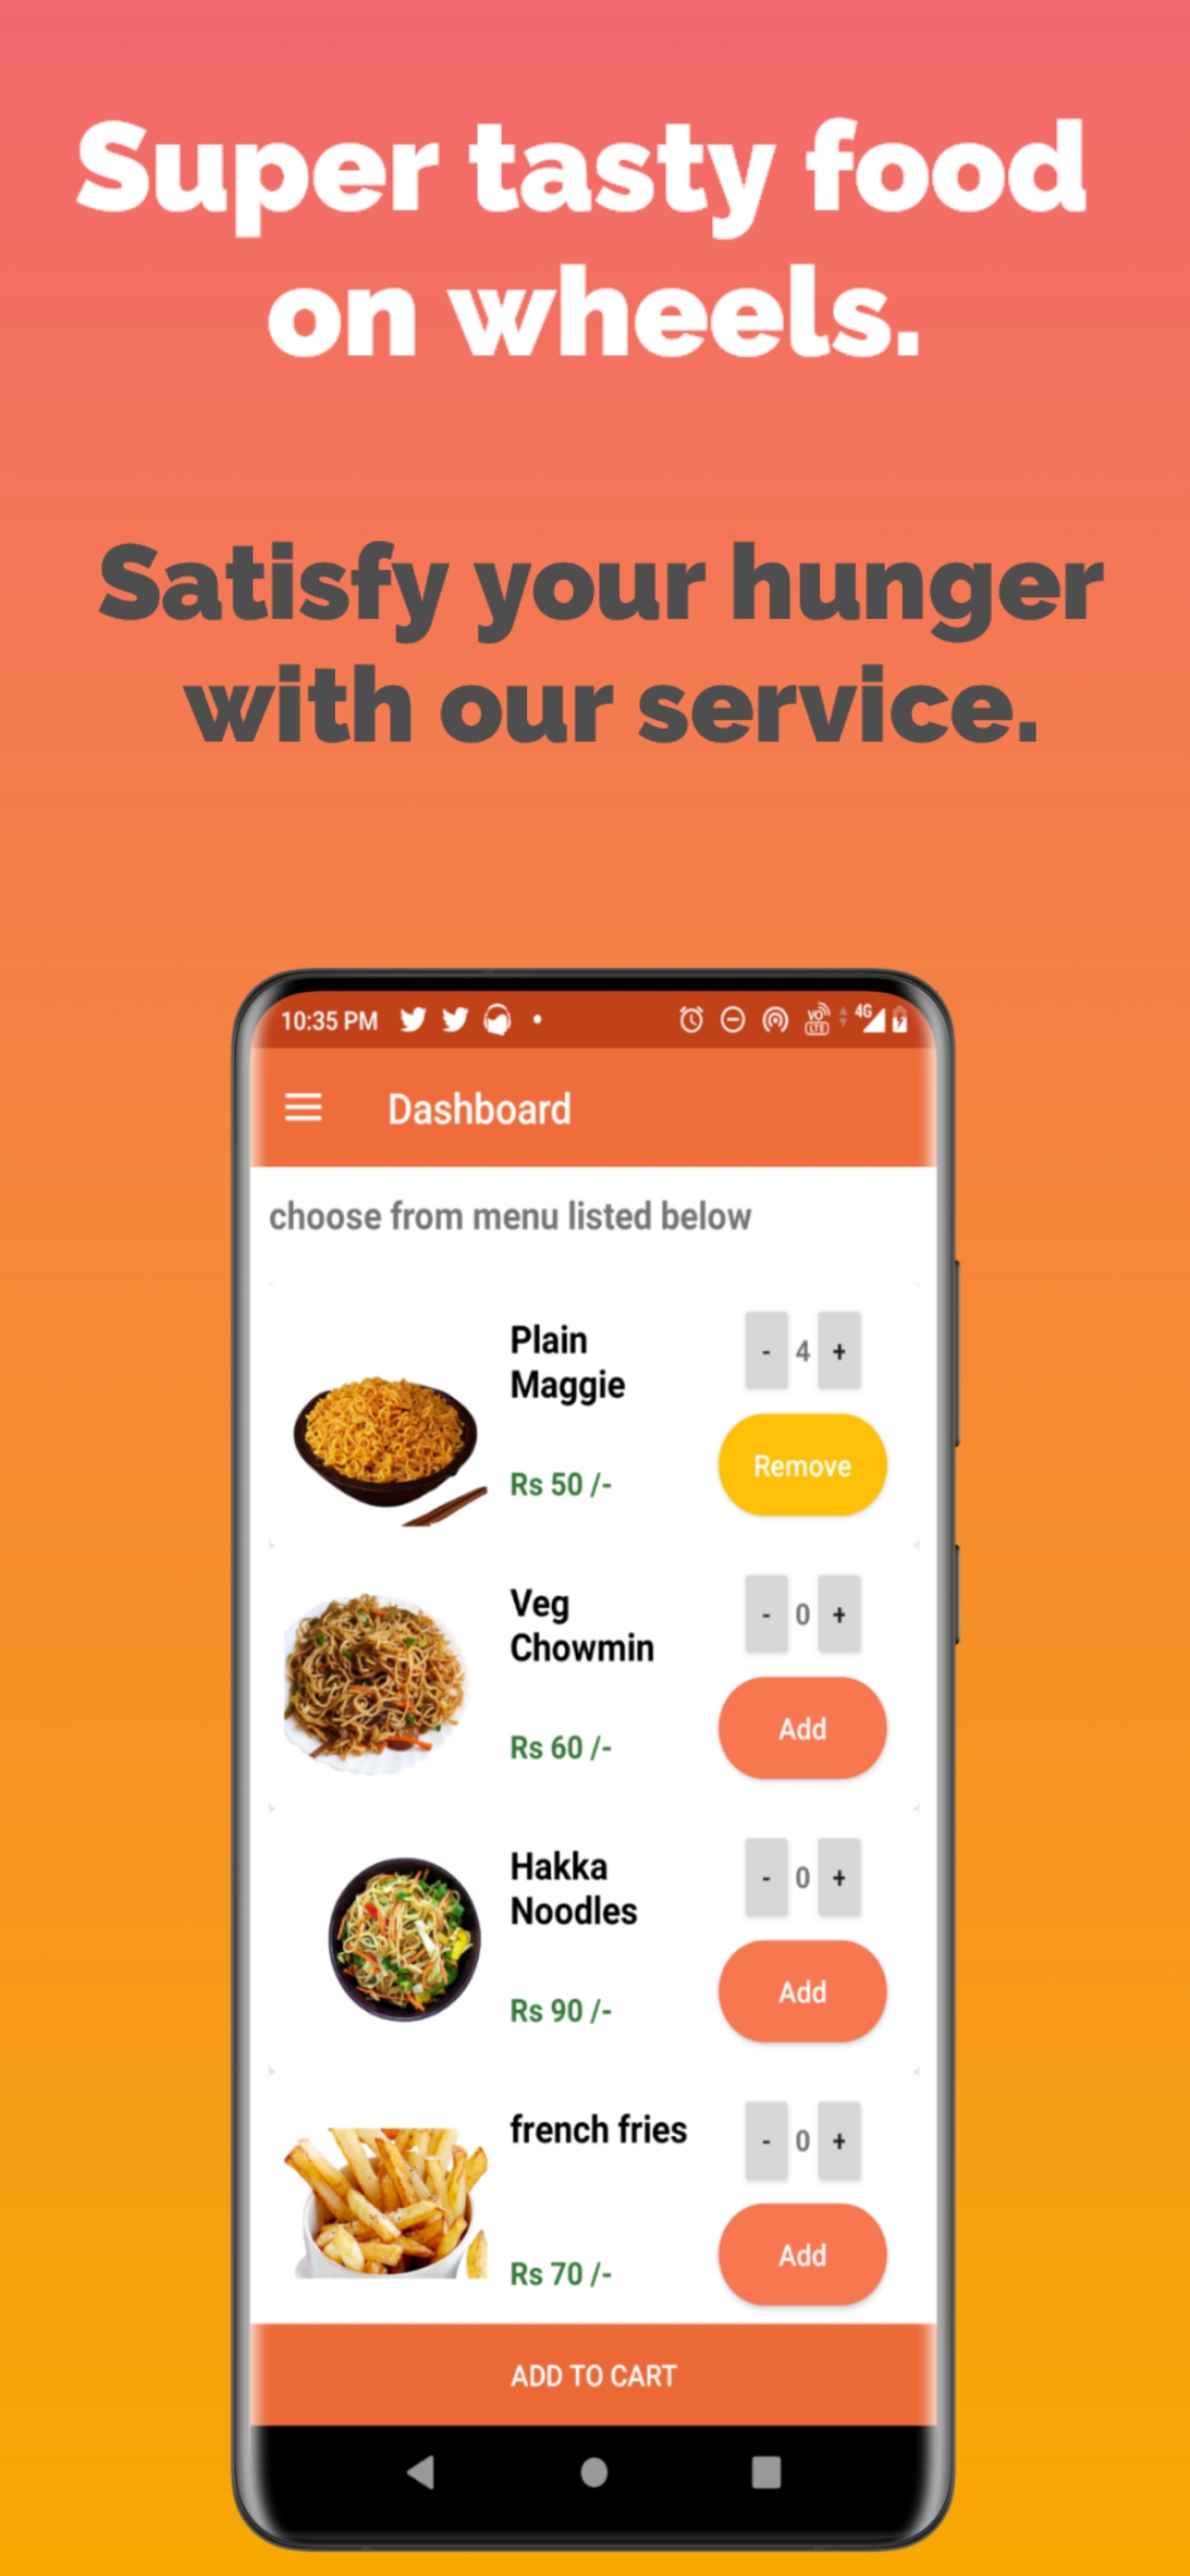 Super tasty food
on wheels.
Satisfy your hunger
with our service.
10:35 PM
VO LTE
4G
Dashboard
choose from menu listed below
Plain
Maggie
- 4 +
Rs 50 /-
Remove
Veg
Chowmin
- 0 +
Rs 60 /-
Add
Hakka
Noodles
- 0 +
Rs 90 /-
Add
french fries
- 0 +
Rs 70 /-
Add
ADD TO CART